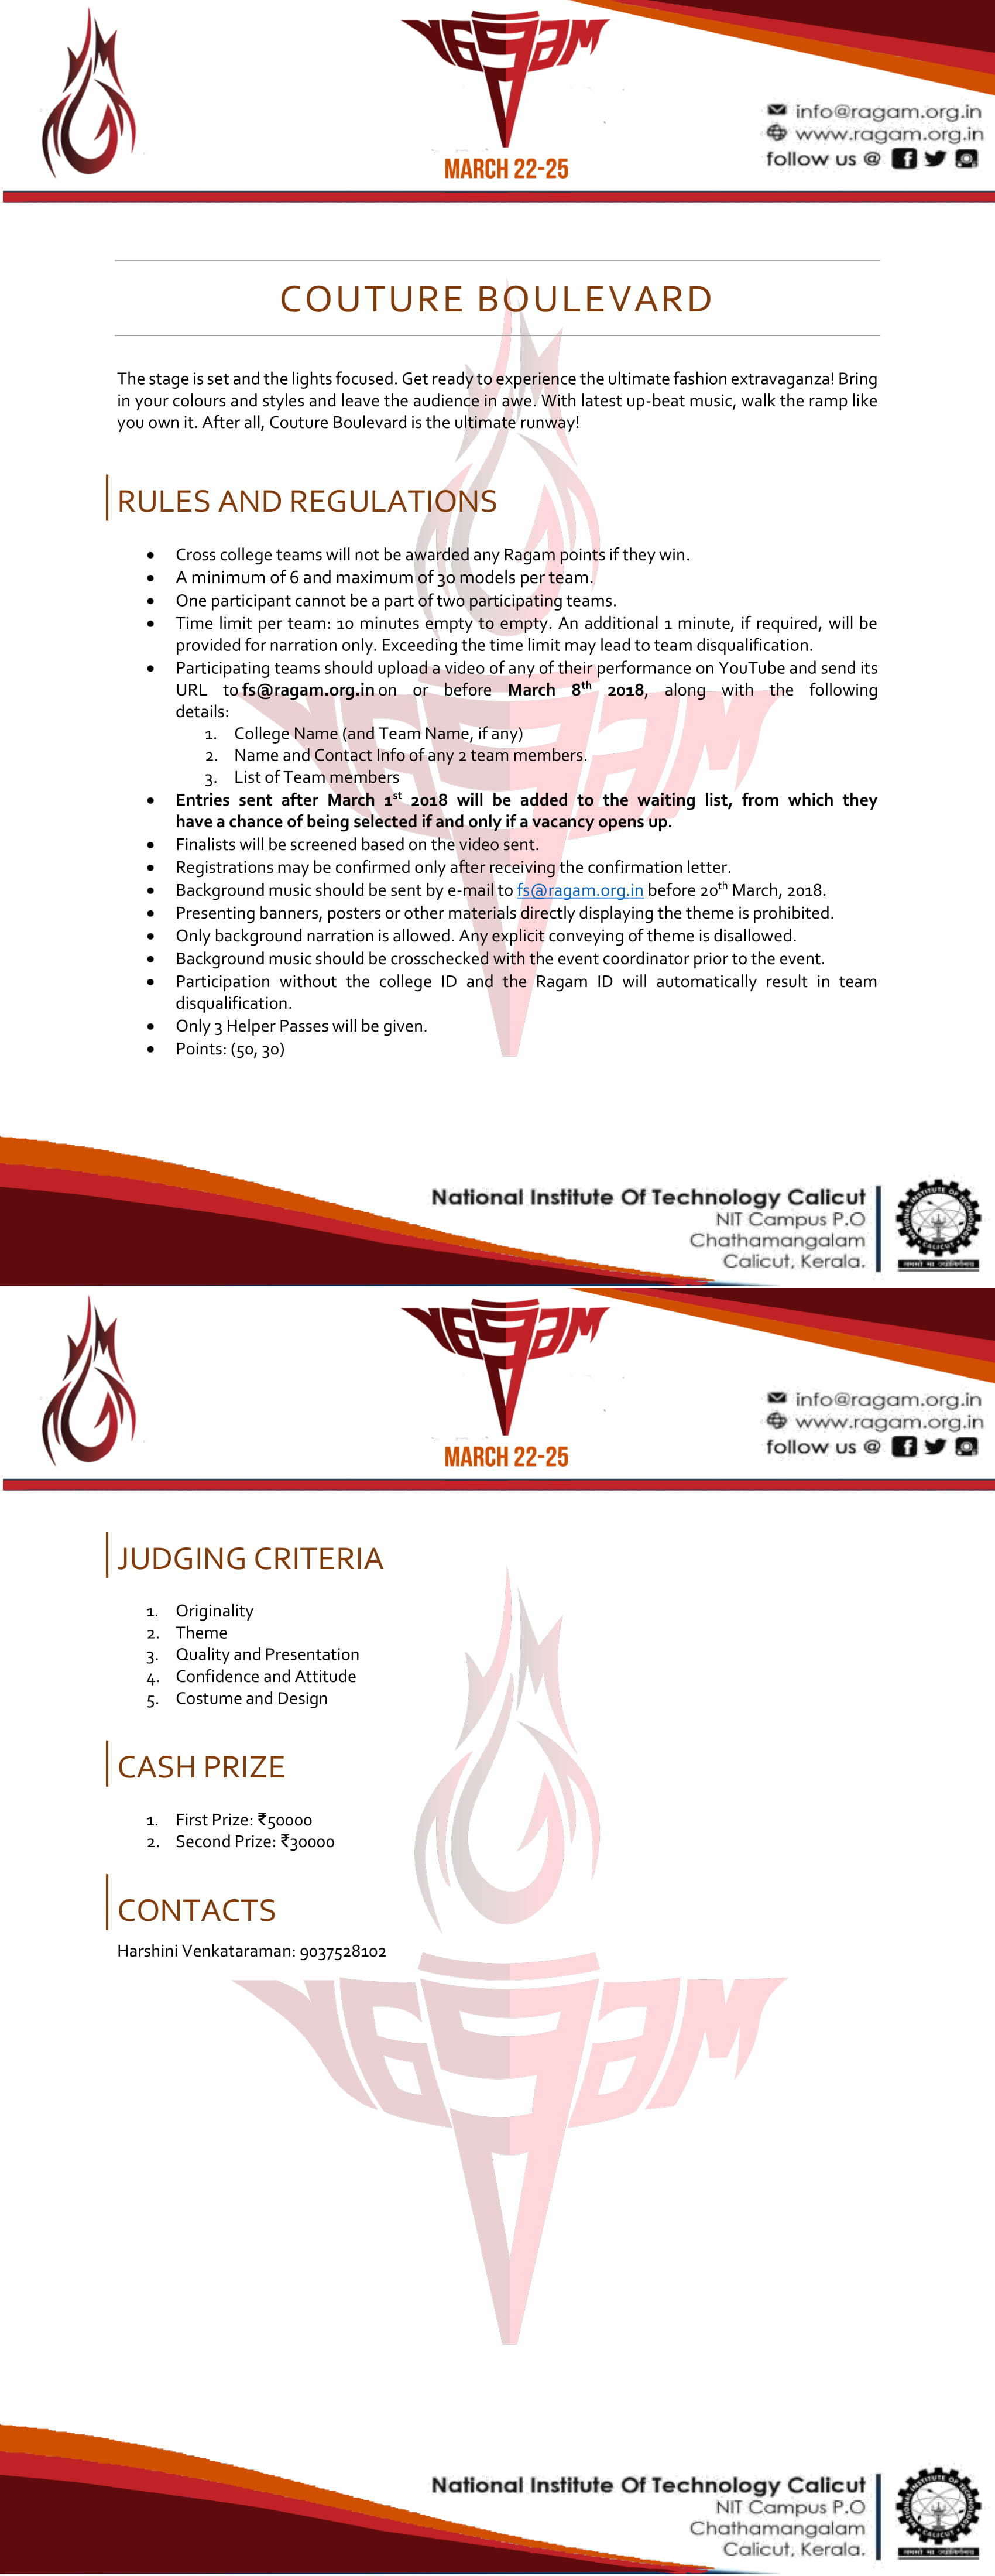 ragam
MARCH 22-25
info@ragam.org.in
www.ragam.org.in
follow us @
COUTURE BOULEVARD
The stage is set and the lights focused. Get ready to experience the ultimate fashion extravaganza! Bring
in your colours and styles and leave the audience in awe. With latest up-beat music, walk the ramp like
you own it. After all, Couture Boulevard is the ultimate runway!
RULES AND REGULATIONS
• Cross college teams will not be awarded any Ragam points if they win.
• A minimum of 6 and maximum of 30 models per team.
• One participant cannot be a part of two participating teams.
• Time limit per team: 10 minutes empty to empty. An additional 1 minute, if required, will be
provided for narration only. Exceeding the time limit may lead to team disqualification.
• Participating teams should upload a video of any of their performance on YouTube and send its
URL to fs@ragam.org.in on or before March 8th 2018, along with the following
details:
1. College Name (and Team Name, if any)
2. Name and Contact Info of any 2 team members.
3. List of Team members
• Entries sent after March 1st 2018 will be added to the waiting list, from which they
have a chance of being selected if and only if a vacancy opens up.
• Finalists will be screened based on the video sent.
• Registrations may be confirmed only after receiving the confirmation letter.
• Background music should be sent by e-mail to fs@ragam.org.in before 20th March, 2018.
• Presenting banners, posters or other materials directly displaying the theme is prohibited.
• Only background narration is allowed. Any explicit conveying of theme is disallowed.
• Background music should be crosschecked with the event coordinator prior to the event.
• Participation without the college ID and the Ragam ID will automatically result in team
disqualification.
• Only 3 Helper Passes will be given.
• Points: (50, 30)
National Institute Of Technology Calicut
NIT Campus P.O
Chathamangalam
Calicut, Kerala.
ragam
MARCH 22-25
info@ragam.org.in
www.ragam.org.in
follow us @
JUDGING CRITERIA
1. Originality
2. Theme
3. Quality and Presentation
4. Confidence and Attitude
5. Costume and Design
CASH PRIZE
1. First Prize: ₹50000
2. Second Prize: ₹30000
CONTACTS
Harshini Venkataraman: 9037528102
ragam
National Institute Of Technology Calicut
NIT Campus P.O
Chathamangalam
Calicut, Kerala.